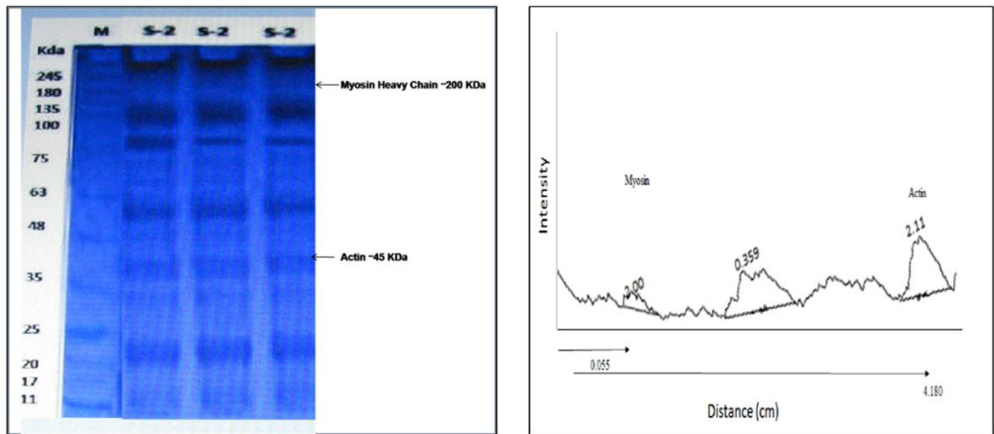 M S-2 S-2 S-2
Kda
245
180
135
100
75
63
48
35
25
20
17
11
Myosin Heavy Chain ~200 KDa
Actin ~45 KDa
Intensity
Myosin
Actin
2.00
0.359
2.11
0.055
4.180
Distance (cm)